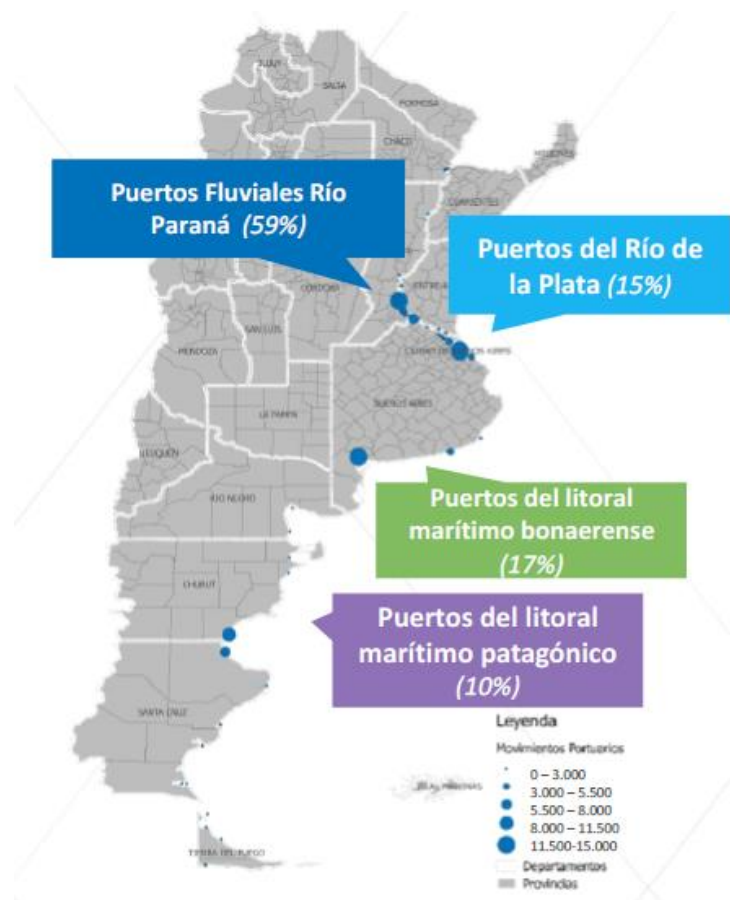 JUJUY
SALTA
FORMOSA
CHACO
MISIONES
CORRIENTES
Puertos Fluviales Río
Paraná (59%)
Puertos del Río de
la Plata (15%)
CÓRDOBA
SAN LUIS
MENDOZA
BUENOS AIRES
LA PAMPA
RIO NEGRO
Puertos del litoral
marítimo bonaerense
(17%)
CHUBUT
Puertos del litoral
marítimo patagónico
(10%)
SANTA CRUZ
TIERRA DEL FUEGO
Leyenda
Movimientos Portuarios
0 – 3.000
3.000 – 5.500
5.500 – 8.000
8.000 – 11.500
11.500-15.000
Departamentos
Provincias